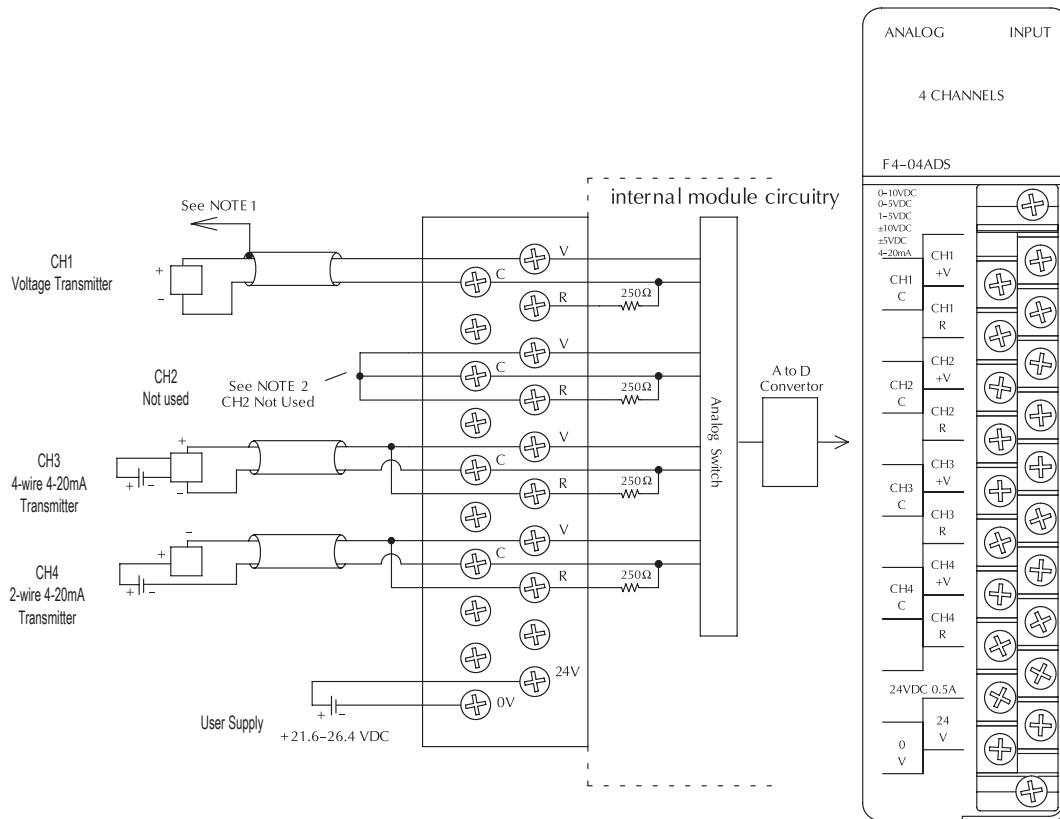 See NOTE 1
CH1
Voltage Transmitter
+
–
CH2
Not used
See NOTE 2
CH2 Not Used
CH3
4-wire 4-20mA
Transmitter
+
–
+
–
CH4
2-wire 4-20mA
Transmitter
–
+
+
–
User Supply
+
–
+21.6–26.4 VDC
internal module circuitry
V
C
R
250Ω
V
C
R
250Ω
V
C
R
250Ω
V
C
R
250Ω
24V
0V
Analog Switch
A to D
Convertor
ANALOG INPUT
4 CHANNELS
F4–04ADS
0–10VDC
0–5VDC
1–5VDC
±10VDC
±5VDC
4–20mA
CH1
+V
CH1
C
CH1
R
CH2
+V
CH2
C
CH2
R
CH3
+V
CH3
C
CH3
R
CH4
+V
CH4
C
CH4
R
24VDC 0.5A
24
V
0
V